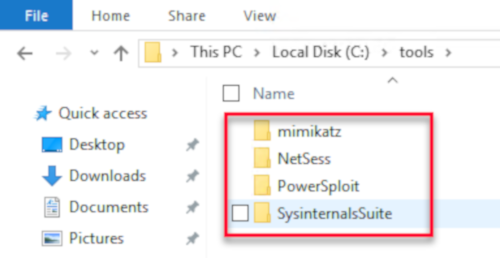 File Home Share View
This PC > Local Disk (C:) > tools >
Name
Quick access
Desktop
Downloads
Documents
Pictures
mimikatz
NetSess
PowerSploit
SysinternalsSuite